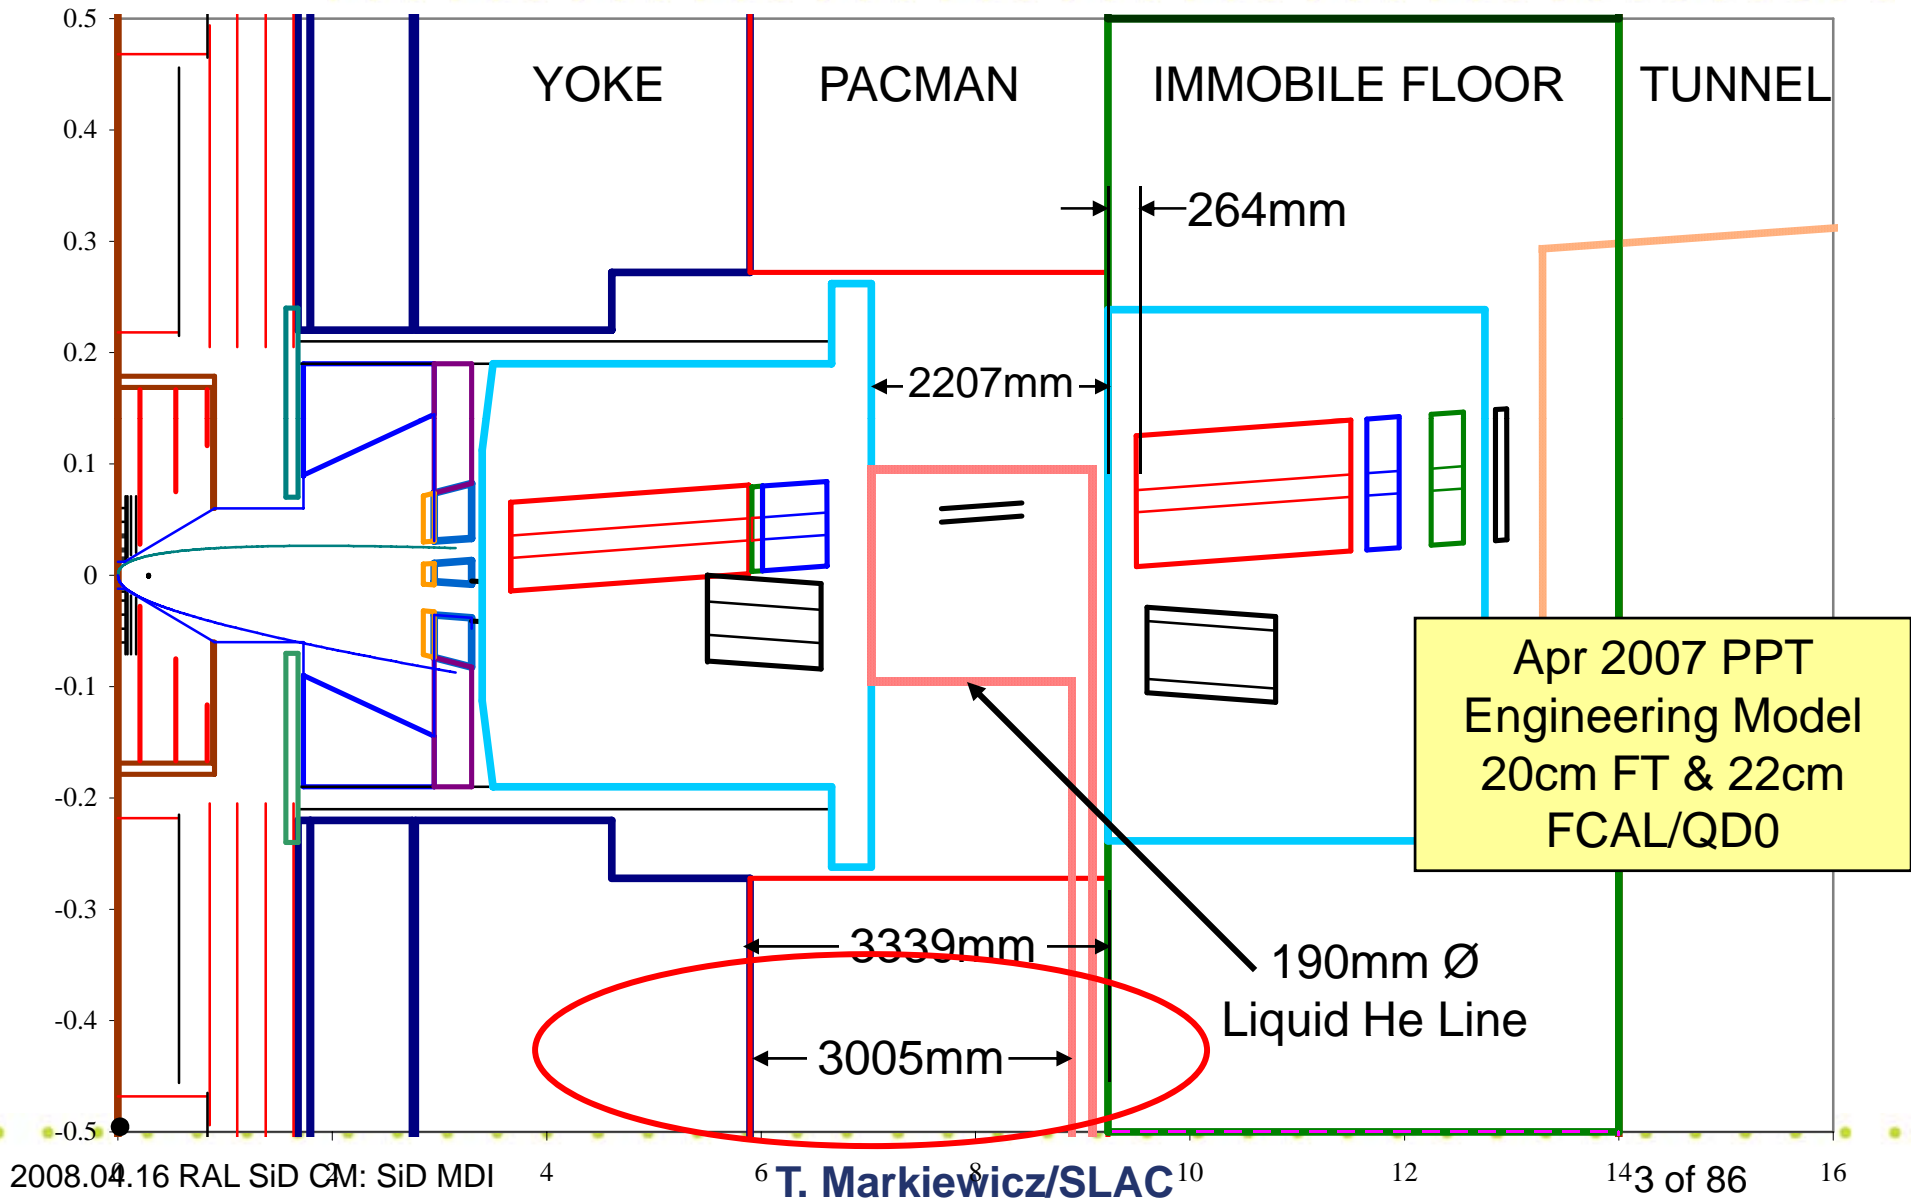 0.5
0.4
0.3
0.2
0.1
0
-0.1
-0.2
-0.3
-0.4
-0.5
YOKE
PACMAN
IMMOBILE FLOOR
TUNNEL
264mm
2207mm
Apr 2007 PPT
Engineering Model
20cm FT & 22cm
FCAL/QD0
3339mm
190mm Ø
Liquid He Line
3005mm
0 2 4 6 8 10 12 14 16
2008.04.16 RAL SiD CM: SiD MDI
T. Markiewicz/SLAC
3 of 86